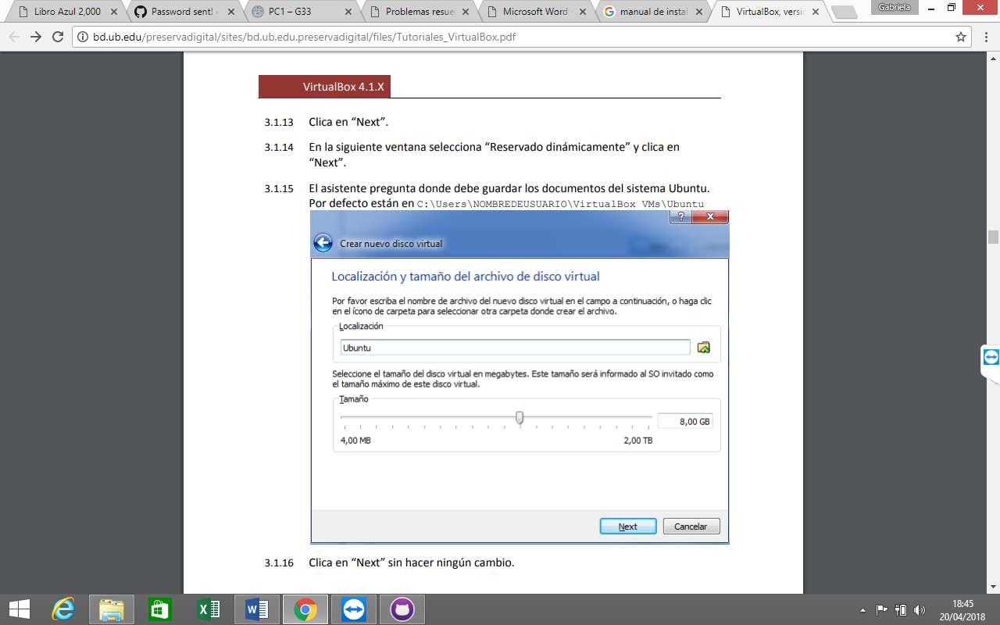 Libro Azul 2,000
Password sent!
PC1 – G33
Problemas resue
Microsoft Word
manual de instal
VirtualBox, versio
Gabriela
bd.ub.edu/preservadigital/sites/bd.ub.edu.preservadigital/files/Tutoriales_VirtualBox.pdf
VirtualBox 4.1.X
3.1.13 Clica en “Next”.
3.1.14 En la siguiente ventana selecciona “Reservado dinámicamente” y clica en
“Next”.
3.1.15 El asistente pregunta donde debe guardar los documentos del sistema Ubuntu.
Por defecto están en C:\Users\NOMBREDEUSUARIO\VirtualBox VMs\Ubuntu
Crear nuevo disco virtual
Localización y tamaño del archivo de disco virtual
Por favor escriba el nombre de archivo del nuevo disco virtual en el campo a continuación, o haga clic
en el ícono de carpeta para seleccionar otra carpeta donde crear el archivo.
Localización
Ubuntu
Seleccione el tamaño del disco virtual en megabytes. Este tamaño será informado al SO invitado como
el tamaño máximo de este disco virtual.
Tamaño
8,00 GB
4,00 MB
2,00 TB
Next
Cancelar
3.1.16 Clica en “Next” sin hacer ningún cambio.
18:45
20/04/2018